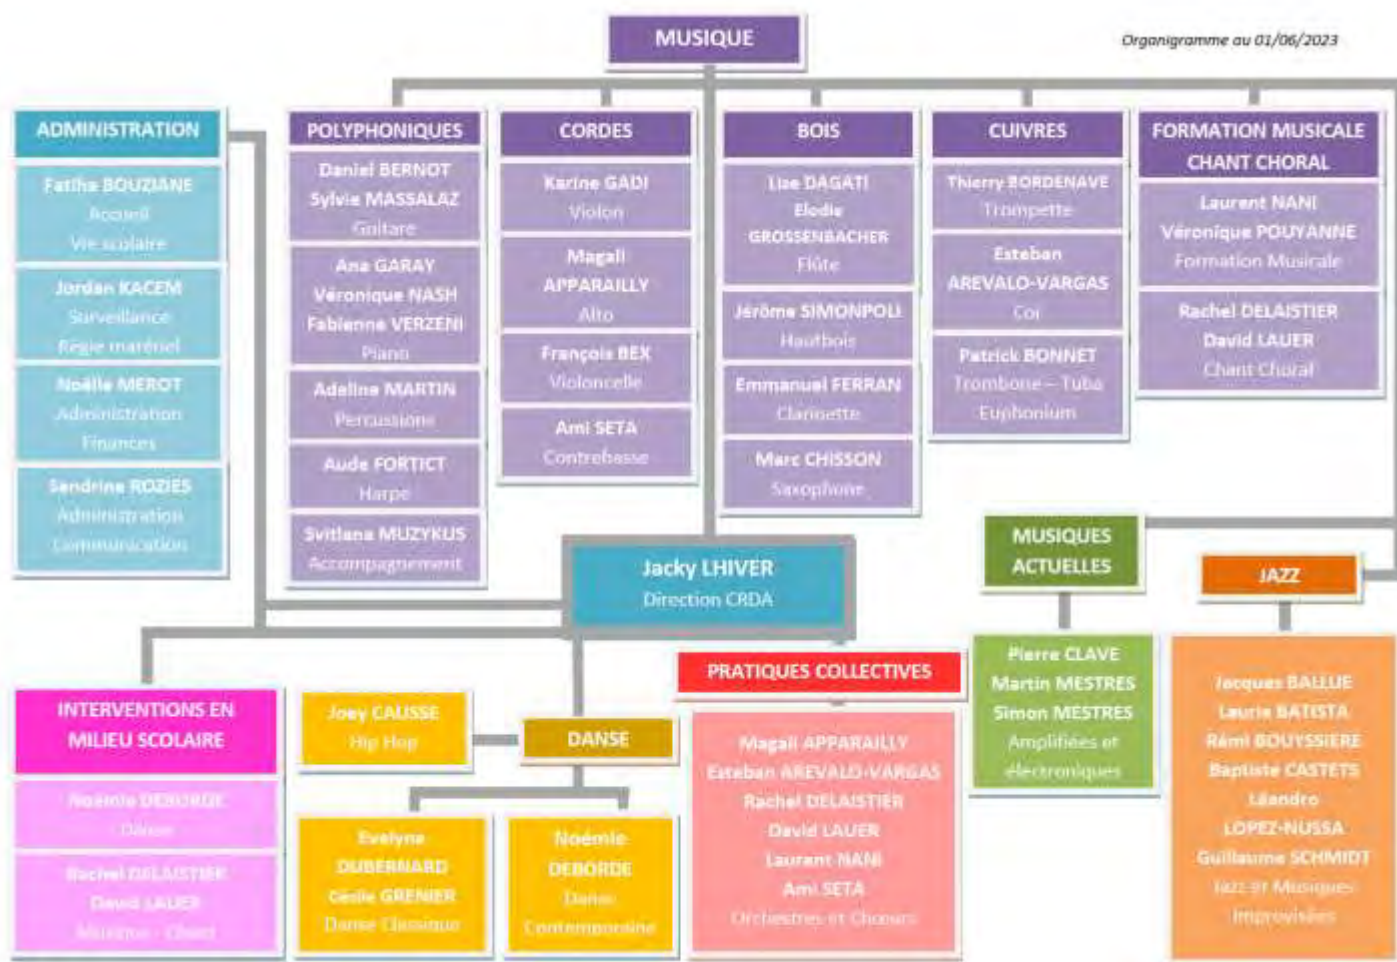 MUSIQUE
Organigramme au 01/06/2023
ADMINISTRATION
Fatiha BOUZIANE
Accueil
Vie scolaire
Jordan KACEM
Surveillance
Régie matériel
Noëlle MEROT
Administration
Finances
Sandrine ROZIES
Administration
Communication
POLYPHONIQUES
Daniel BERNOT
Sylvie MASSALAZ
Guitare
Ana GARAY
Véronique NASH
Fabienne VERZENI
Piano
Adeline MARTIN
Percussions
Aude FORTICT
Harpe
Svitlana MUZYKUS
Accompagnement
CORDES
Karine GADI
Violon
Magali
APPARAILLY
Alto
François BEX
Violoncelle
Ami SETA
Contrebasse
BOIS
Lise DAGATI
Elodie
GROSSENBACHER
Flûte
Jérôme SIMONPOLI
Hautbois
Emmanuel FERRAN
Clarinette
Marc CHISSON
Saxophone
CUIVRES
Thierry BORDENAVE
Trompette
Esteban
AREVALO-VARGAS
Cor
Patrick BONNET
Trombone – Tuba
Euphonium
FORMATION MUSICALE
CHANT CHORAL
Laurent NANI
Véronique POUYANNE
Formation Musicale
Rachel DELAISTIER
David LAUER
Chant Choral
Jacky LHIVER
Direction CRDA
MUSIQUES
ACTUELLES
Pierre CLAVE
Martin MESTRES
Simon MESTRES
Amplifiées et
électroniques
JAZZ
Jacques BALLUE
Laurie BATISTA
Rémi BOUYSSIERE
Baptiste CASTETS
Léandro
LOPEZ-NUSSA
Guillaume SCHMIDT
Jazz et Musiques
Improvisées
INTERVENTIONS EN
MILIEU SCOLAIRE
Noémie DEBORDE
Danse
Rachel DELAISTIER
David LAUER
Musique - Chant
Joey CAUSSE
Hip Hop
DANSE
Evelyne
DUBERNARD
Cécile GRENIER
Danse Classique
Noémie
DEBORDE
Danse
Contemporaine
PRATIQUES COLLECTIVES
Magali APPARAILLY
Esteban AREVALO-VARGAS
Rachel DELAISTIER
David LAUER
Laurent NANI
Ami SETA
Orchestres et Chœurs